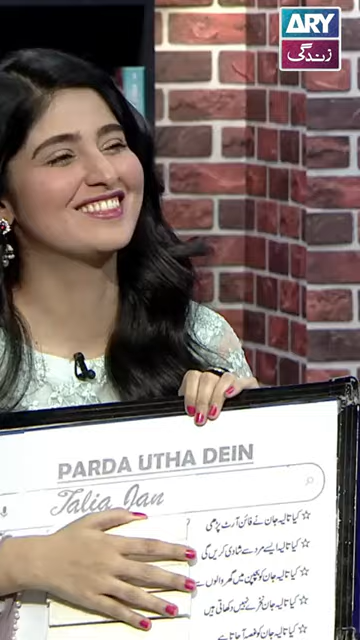 ARY
زندگی
PARDA UTHA DEIN
Talia Jan
☆ کیا تالیہ جان نے فائن آرٹ پڑھی
☆ کیا تالیہ ایسے مرد سے شادی کریں گی
☆ کیا تالیہ جان کو بچپن میں گھر والوں سے
☆ کیا تالیہ جان نخرے نہیں دکھاتی ہیں
☆ کیا تالیہ جان کو غصہ آجاتا ہے